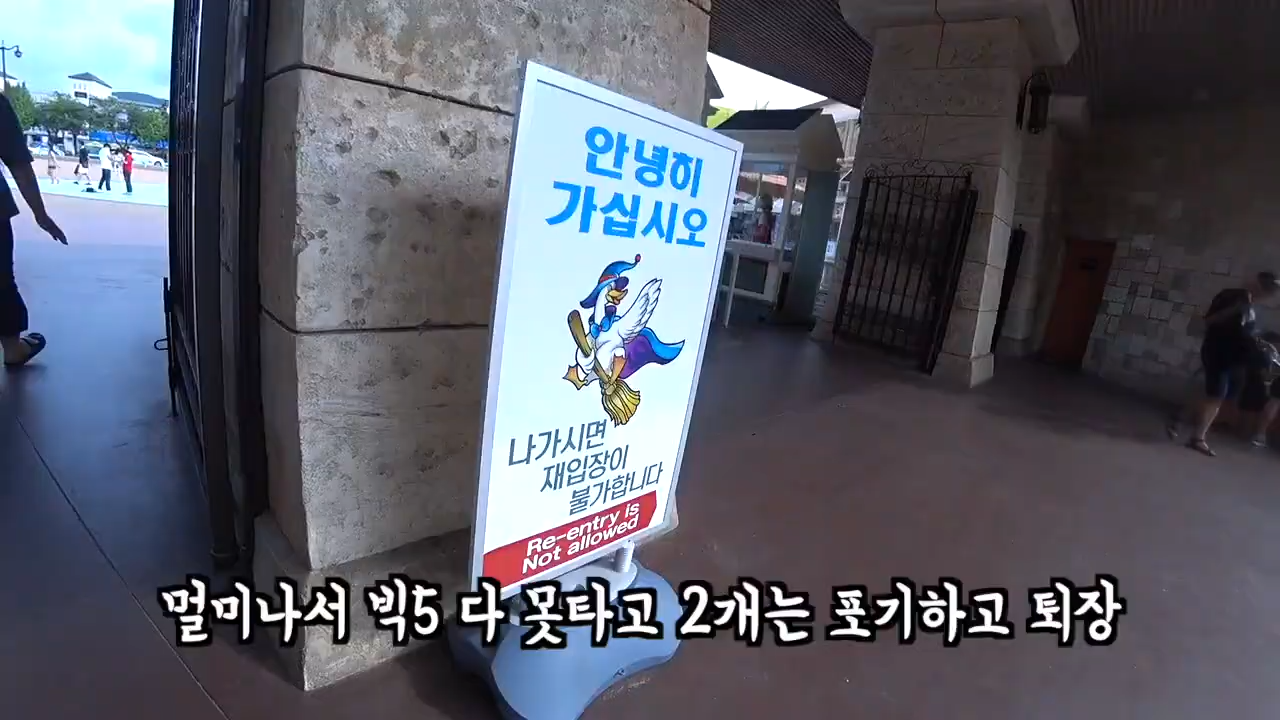 안녕히
가십시오
나가시면
재입장이
불가합니다
Re-entry is
Not allowed
멀미나서 빅5 다 못타고 2개는 포기하고 퇴장